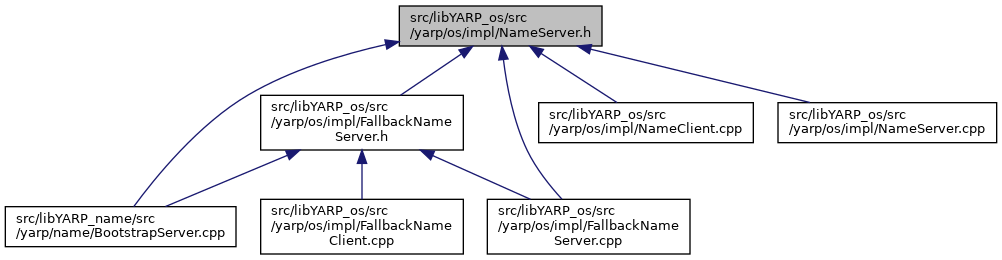 src/libYARP_os/src
/yarp/os/impl/NameServer.h
src/libYARP_os/src
/yarp/os/impl/FallbackName
Server.h
src/libYARP_os/src
/yarp/os/impl/NameClient.cpp
src/libYARP_os/src
/yarp/os/impl/NameServer.cpp
src/libYARP_name/src
/yarp/name/BootstrapServer.cpp
src/libYARP_os/src
/yarp/os/impl/FallbackName
Client.cpp
src/libYARP_os/src
/yarp/os/impl/FallbackName
Server.cpp